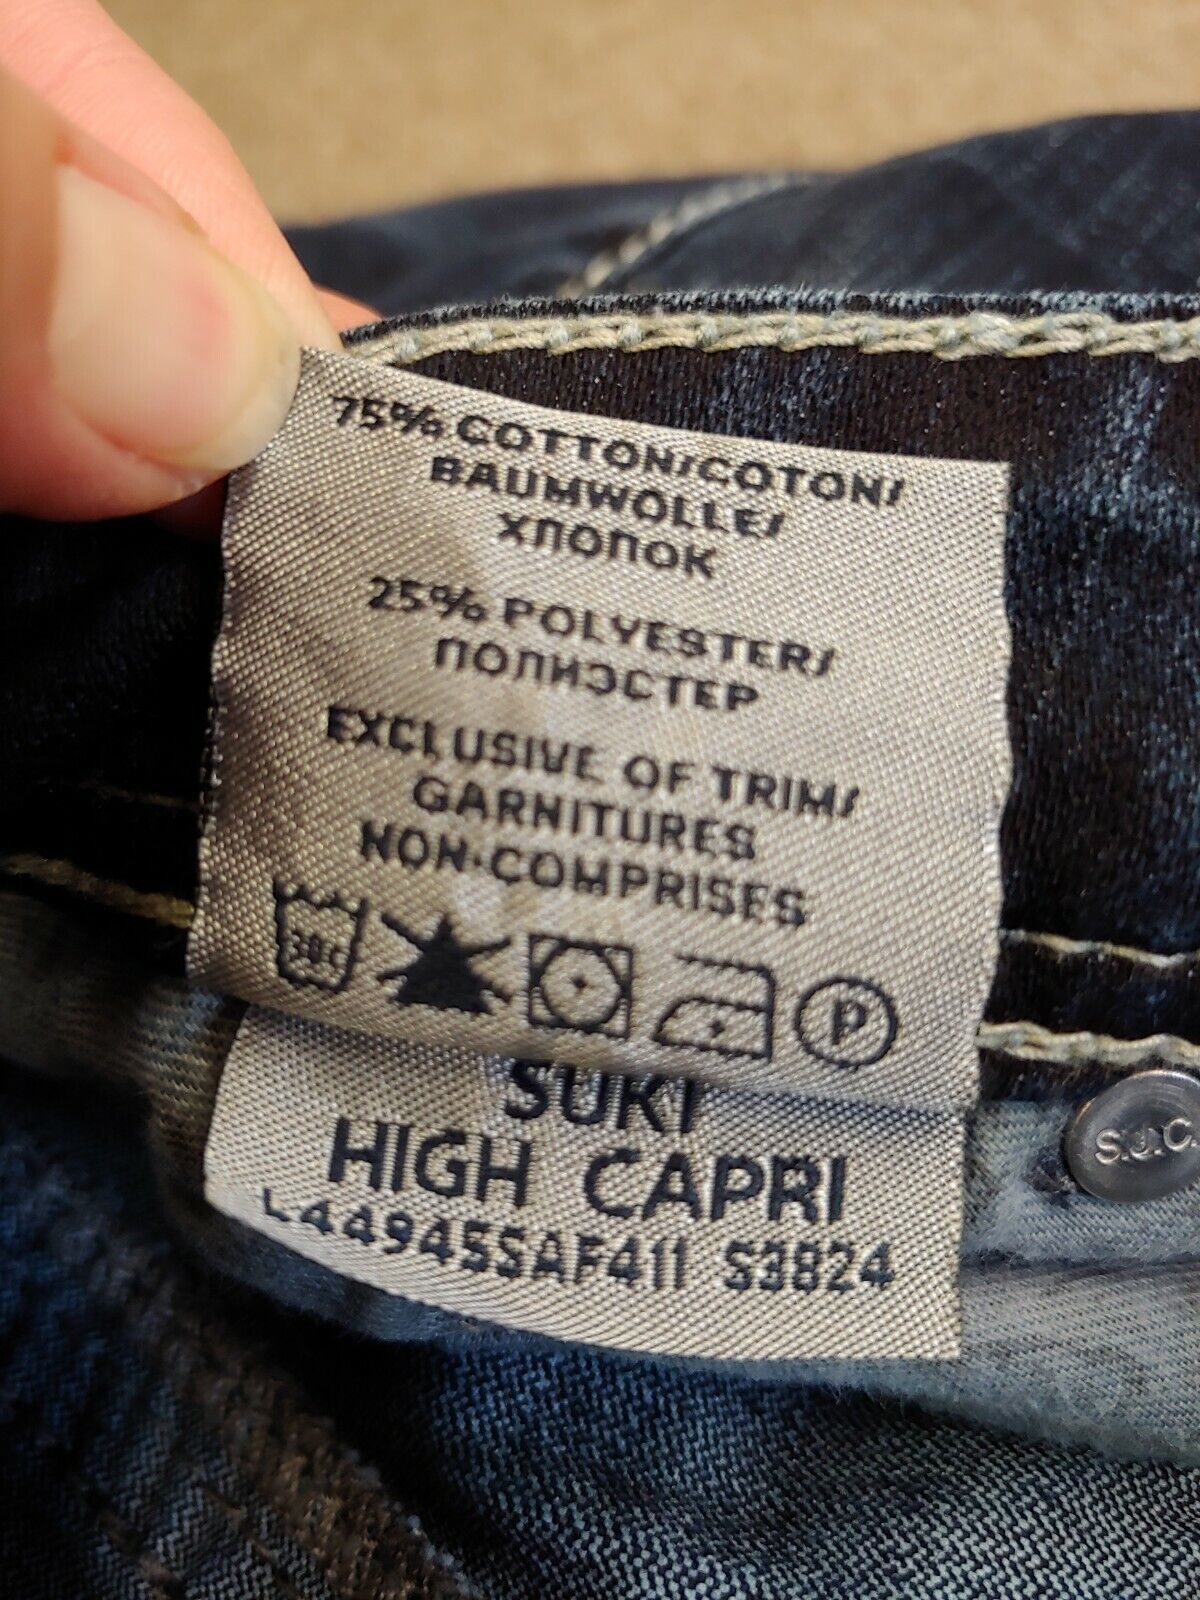 75% COTTON/COTON/
BAUMWOLLE/
ХЛОПОК
25% POLYESTER/
ПОЛИЭСТЕР
EXCLUSIVE OF TRIM/
GARNITURES
NON-COMPRISES
30c
P
SUKI
HIGH CAPRI
L44945SAF411 S3824
S.J.C